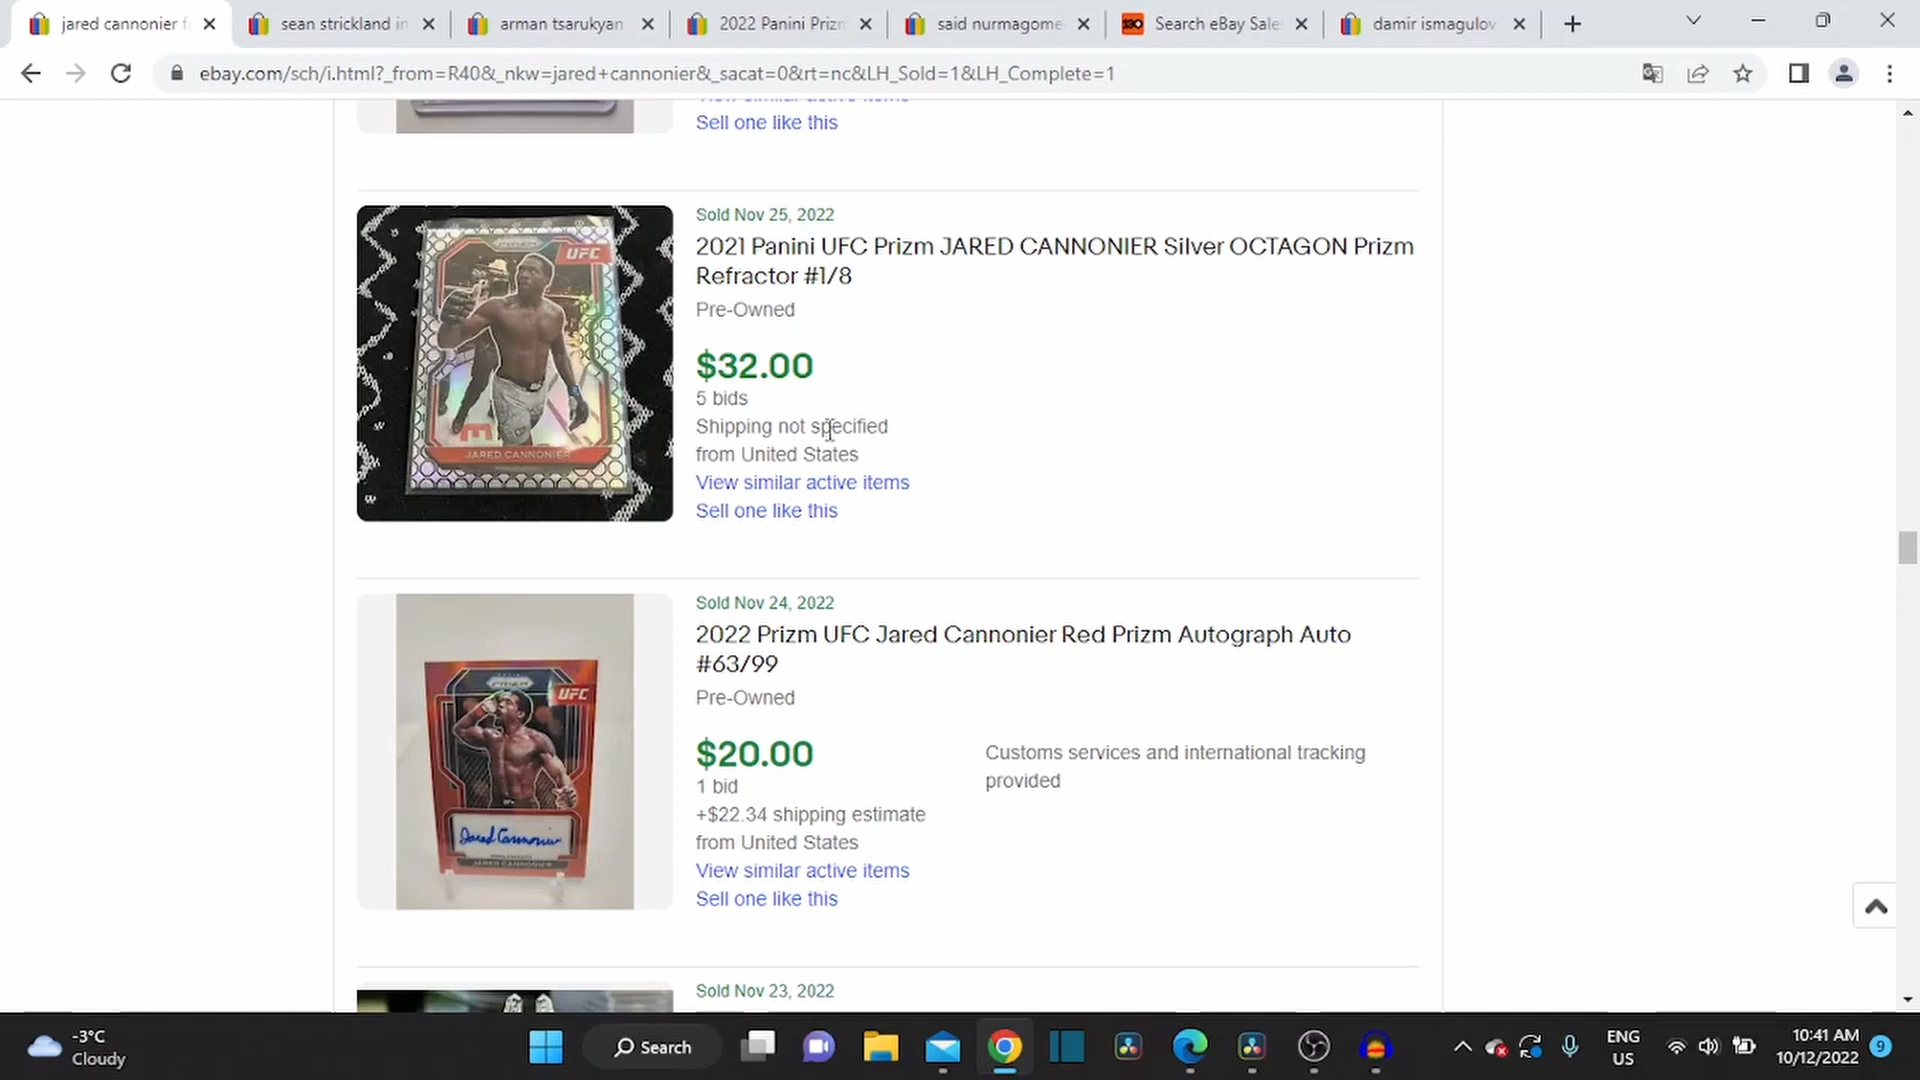 jared cannonier f
sean strickland in
arman tsarukyan
2022 Panini Prizm
said nurmagome
130
Search eBay Sale
damir ismagulov
ebay.com/sch/i.html?_from=R40&_nkw=jared+cannonier&_sacat=0&rt=nc&LH_Sold=1&LH_Complete=1
Sell one like this
Sold Nov 25, 2022
2021 Panini UFC Prizm JARED CANNONIER Silver OCTAGON Prizm
Refractor #1/8
Pre-Owned
$32.00
5 bids
Shipping not specified
from United States
View similar active items
Sell one like this
UFC
JARED CANNONIER
Sold Nov 24, 2022
2022 Prizm UFC Jared Cannonier Red Prizm Autograph Auto
#63/99
Pre-Owned
$20.00
1 bid
+$22.34 shipping estimate
from United States
View similar active items
Sell one like this
Customs services and international tracking
provided
UFC
Jared Cannonier
JARED CANNONIER
Sold Nov 23, 2022
-3°C
Cloudy
Search
ENG
US
10:41 AM
10/12/2022
9